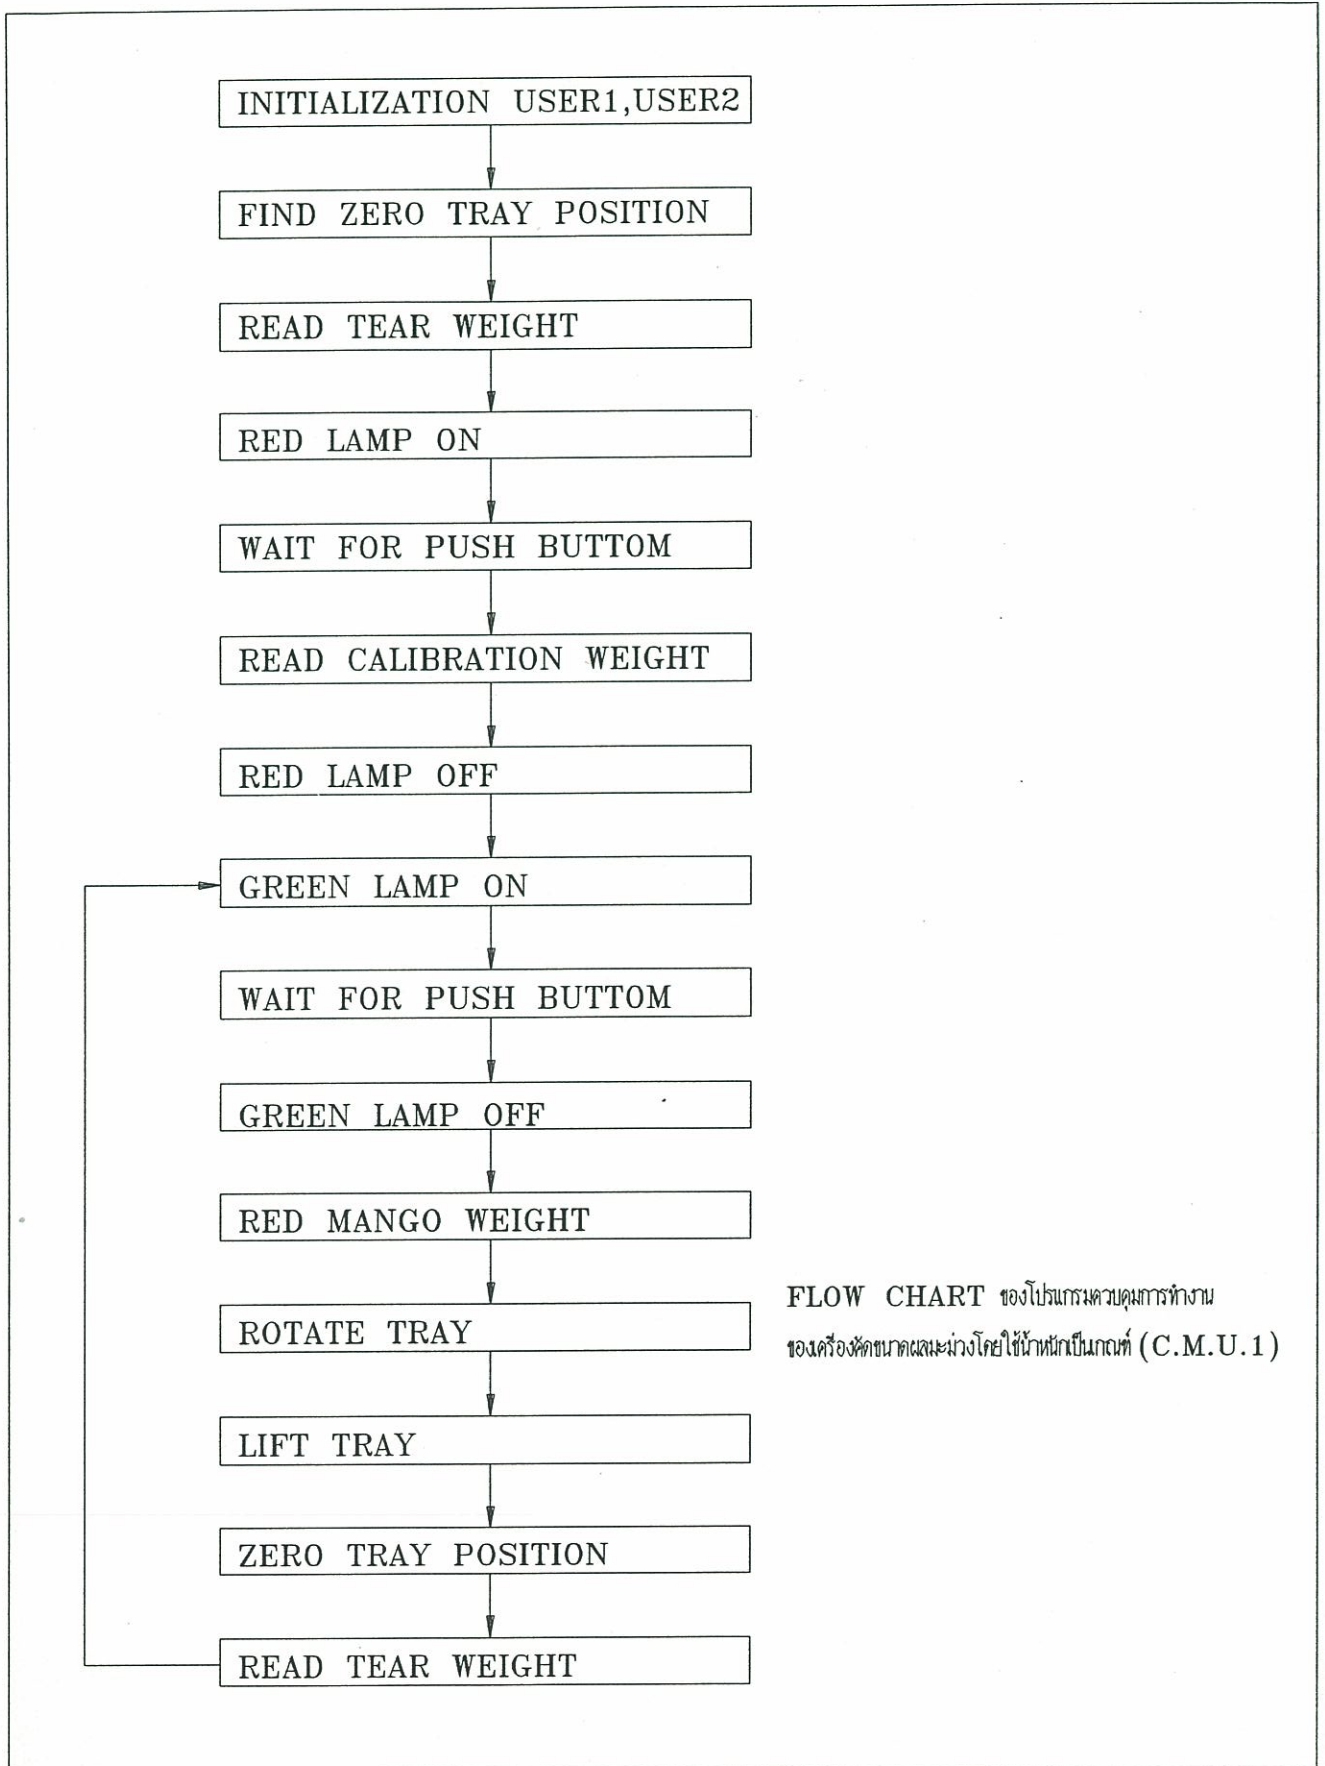 INITIALIZATION USER1,USER2
FIND ZERO TRAY POSITION
READ TEAR WEIGHT
RED LAMP ON
WAIT FOR PUSH BUTTOM
READ CALIBRATION WEIGHT
RED LAMP OFF
GREEN LAMP ON
WAIT FOR PUSH BUTTOM
GREEN LAMP OFF
RED MANGO WEIGHT
ROTATE TRAY
LIFT TRAY
ZERO TRAY POSITION
READ TEAR WEIGHT
FLOW CHART ของโปรแกรมควบคุมการทำงาน
ของเครื่องคัดขนาดผลมะม่วงโดยใช้น้ำหนักเป็นเกณฑ์ (C.M.U.1)